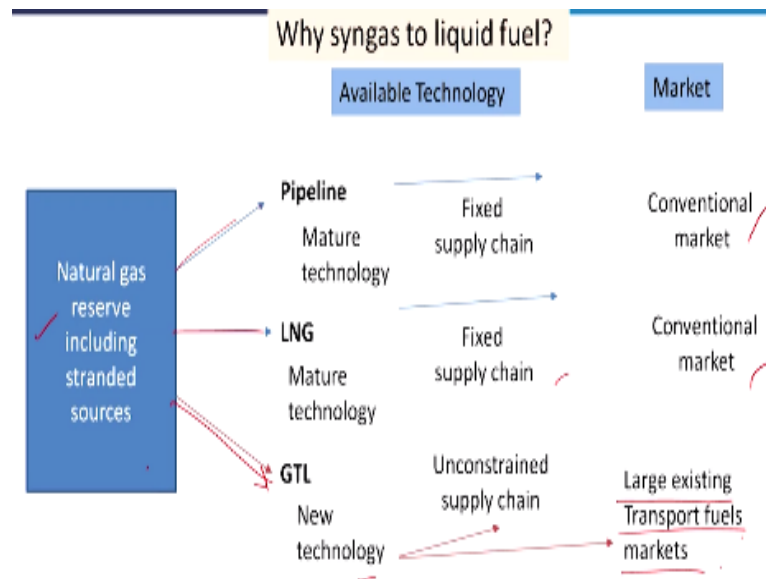 Why syngas to liquid fuel?
Available Technology
Market
Natural gas
reserve
including
stranded
sources
Pipeline
Mature
technology
Fixed
supply chain
Conventional
market
LNG
Mature
technology
Fixed
supply chain
Conventional
market
GTL
New
technology
Unconstrained
supply chain
Large existing
Transport fuels
markets